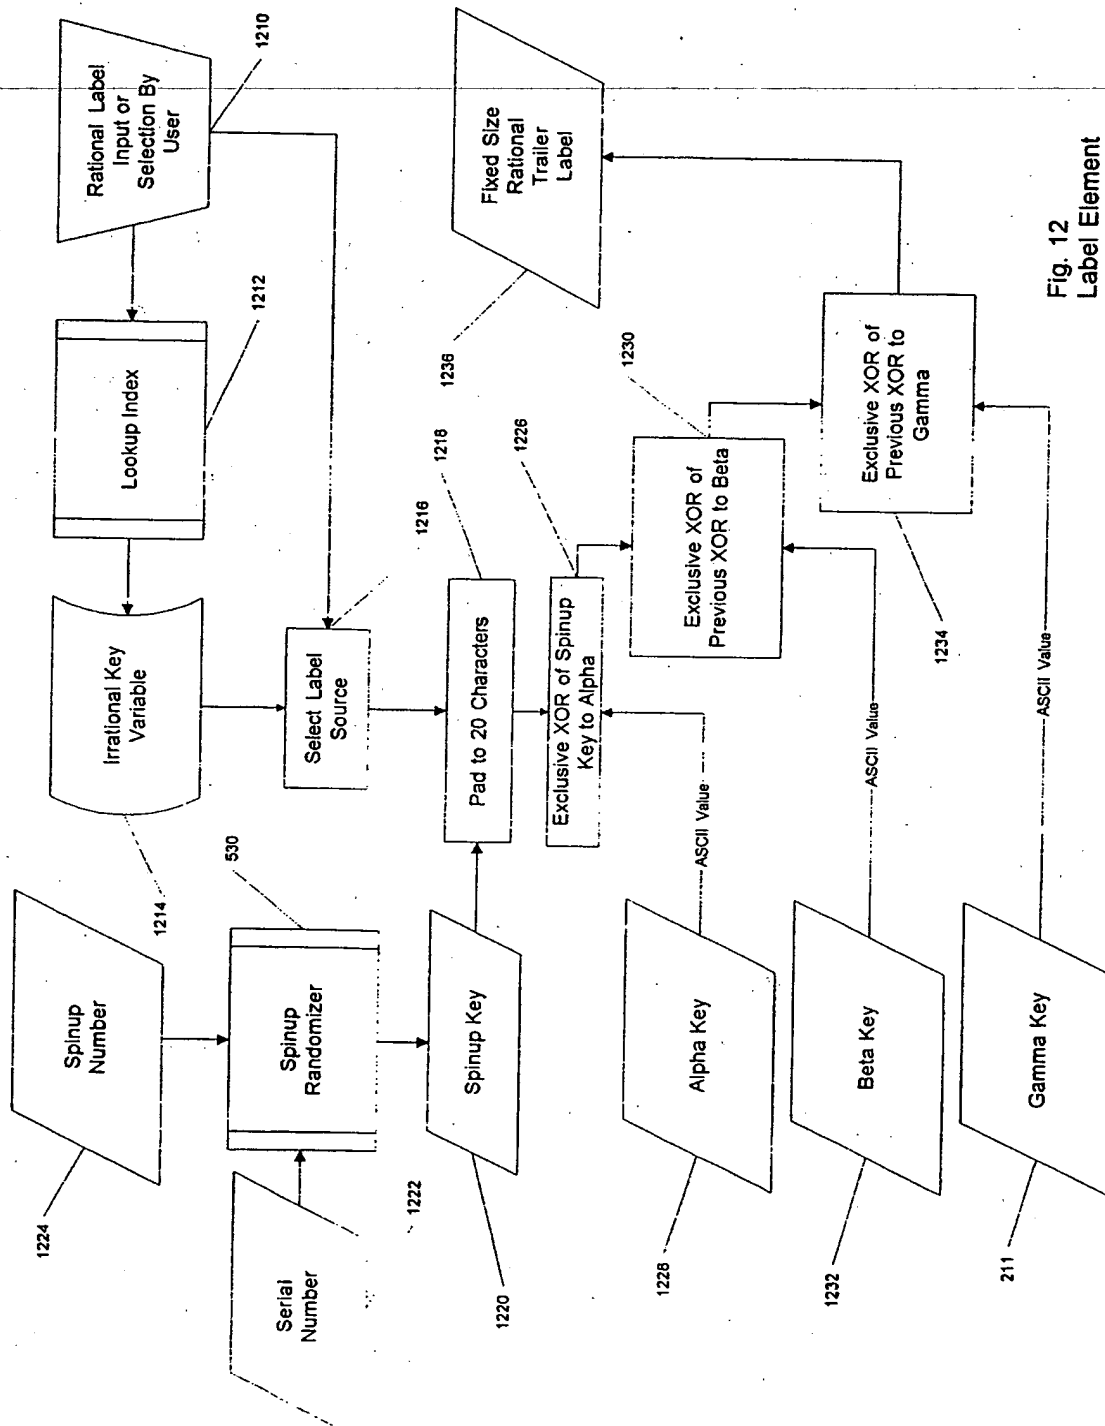 1224
Spinup
Number
1214
Irrational Key
Variable
Lookup Index
1212
Rational Label
Input or
Selection By
User
1210
Serial
Number
1222
Spinup
Randomizer
530
Select Label
Source
1216
1218
Spinup Key
1220
Pad to 20 Characters
1236
Fixed Size
Rational
Trailer
Label
Exclusive XOR of Spinup
Key to Alpha
1226
1228
Alpha Key
ASCII Value
1230
Exclusive XOR of
Previous XOR to Beta
1232
Beta Key
ASCII Value
Exclusive XOR of
Previous XOR to
Gamma
1234
211
Gamma Key
ASCII Value
Fig. 12
Label Element